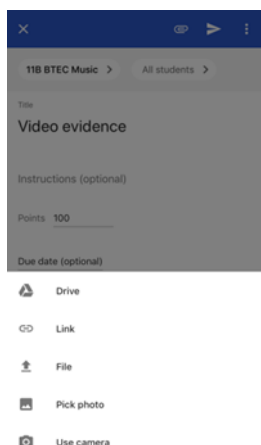 11B BTEC Music > All students >
Title
Video evidence
Instructions (optional)
Points 100
Due date (optional)
Drive
Link
File
Pick photo
Use camera